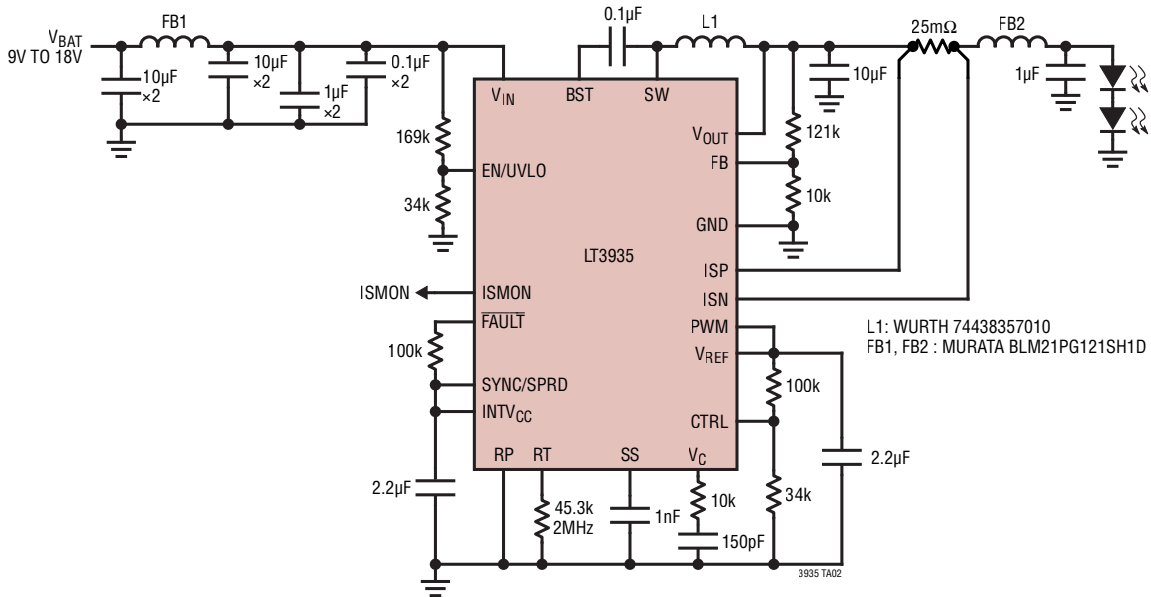 FB1
V_BAT
9V TO 18V
10µF
×2
10µF
×2
1µF
×2
0.1µF
×2
0.1µF
L1
10µF
25mΩ
FB2
1µF
V_IN
BST
SW
V_OUT
121k
FB
10k
GND
169k
EN/UVLO
34k
LT3935
ISP
ISN
ISMON
ISMON
FAULT
100k
PWM
V_REF
L1: WURTH 74438357010
FB1, FB2 : MURATA BLM21PG121SH1D
100k
SYNC/SPRD
INTV_CC
CTRL
RP
RT
SS
V_C
2.2µF
45.3k
2MHz
1nF
10k
150pF
34k
2.2µF
3935 TA02